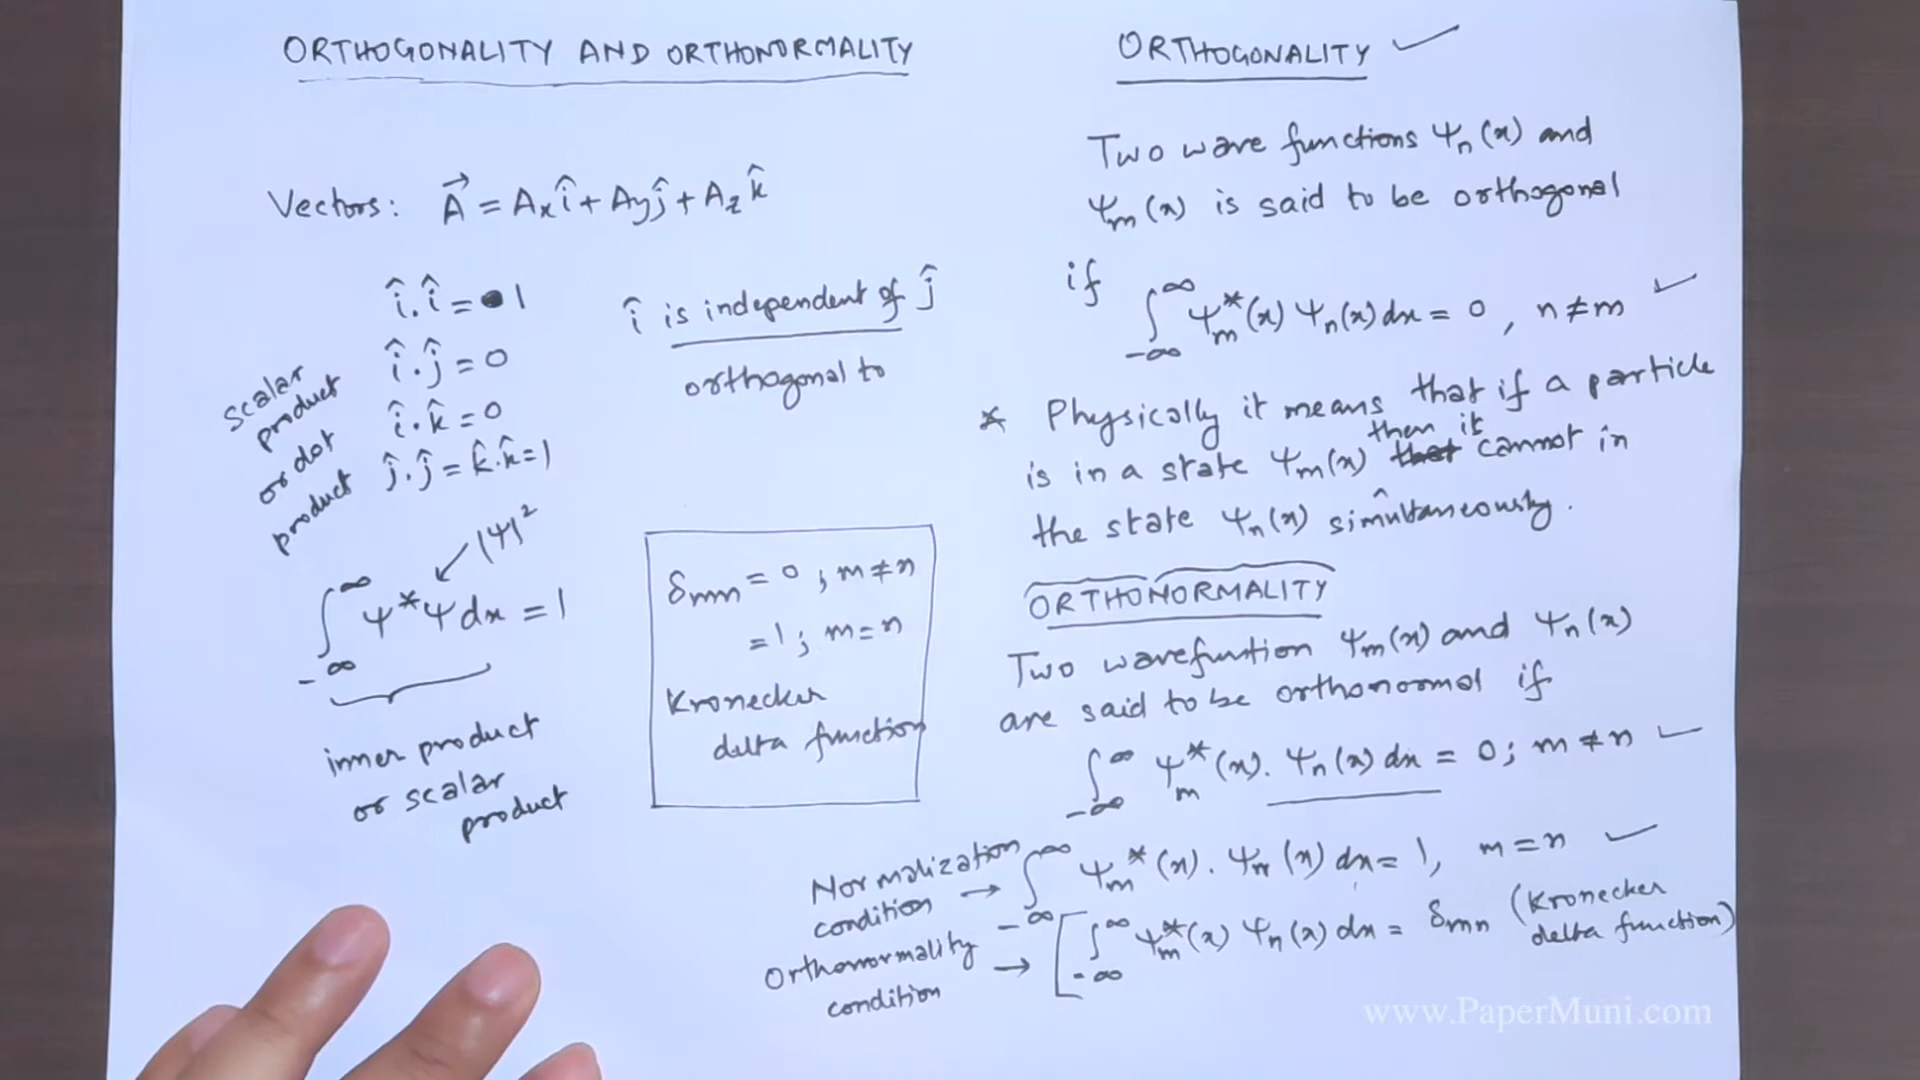 ORTHOGONALITY AND ORTHONORMALITY
Vectors: A⃗ = Axî + Ayĵ + Azk̂
î.î = 1
î.ĵ = 0
î.k̂ = 0
ĵ.ĵ = k̂.k̂ = 1
scalar
product
or dot
product
î is independent of ĵ
orthogonal to
|ψ|²
∫_{-∞}^{∞} ψ*ψ dx = 1
inner product
or scalar
product
δmn = 0 ; m ≠ n
= 1 ; m = n
Kronecker
delta function
ORTHOGONALITY ✓
Two wave functions ψn(x) and
ψm(x) is said to be orthogonal
if
∫_{-∞}^{∞} ψm*(x) ψn(x) dx = 0 , n ≠ m ✓
* Physically it means that if a particle
is in a state ψm(x) then it cannot in
the state ψn(x) simultaneously.
ORTHONORMALITY
Two wavefuntion ψm(x) and ψn(x)
are said to be orthonormal if
∫_{-∞}^{∞} ψm*(x). ψn(x) dx = 0 ; m ≠ n ✓
Normalization
condition → ∫_{-∞}^{∞} ψm*(x). ψm(x) dx = 1, m = n ✓
Orthonormality
condition → [ ∫_{-∞}^{∞} ψm*(x) ψn(x) dx = δmn (Kronecker
delta function)
www.PaperMuni.com